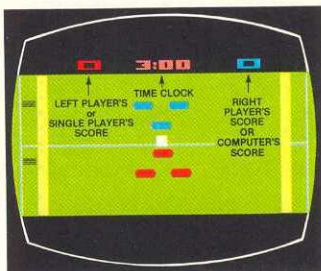 0 3:00 0
TIME CLOCK
LEFT PLAYER'S
or
SINGLE PLAYER'S
SCORE
RIGHT
PLAYER'S
SCORE
OR
COMPUTER'S
SCORE